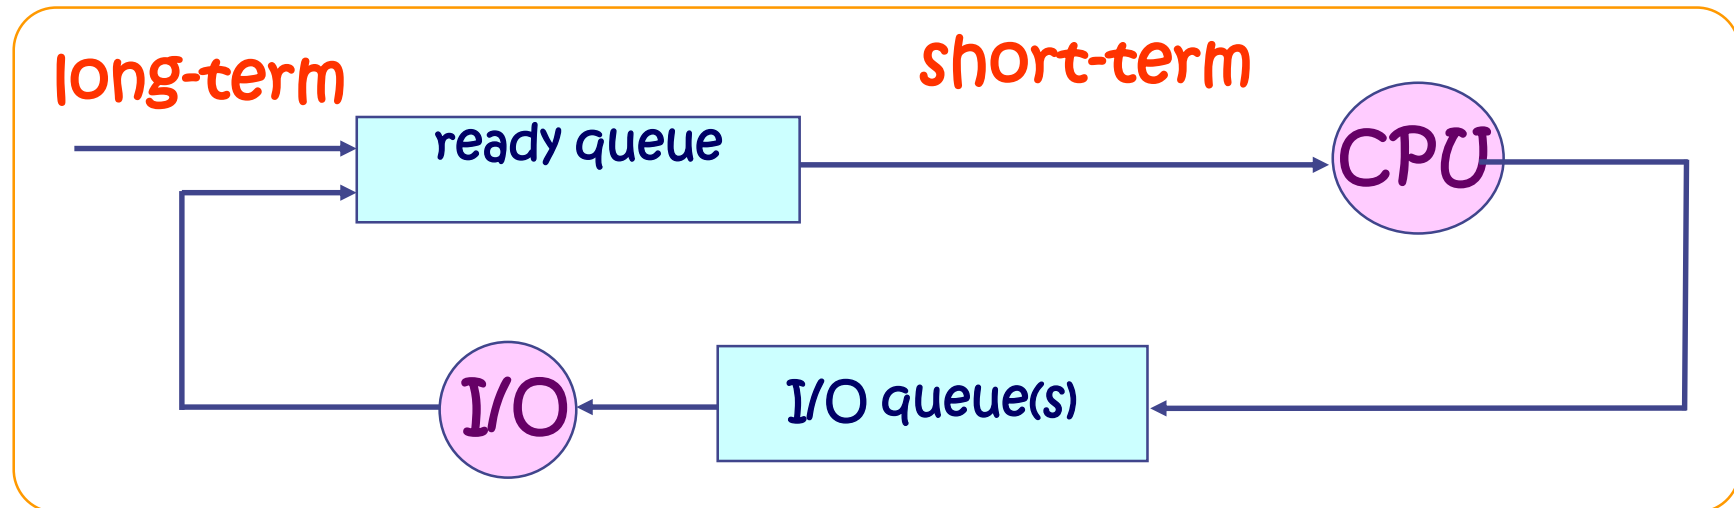 long-term
short-term
ready queue
CPU
I/O
I/O queue(s)